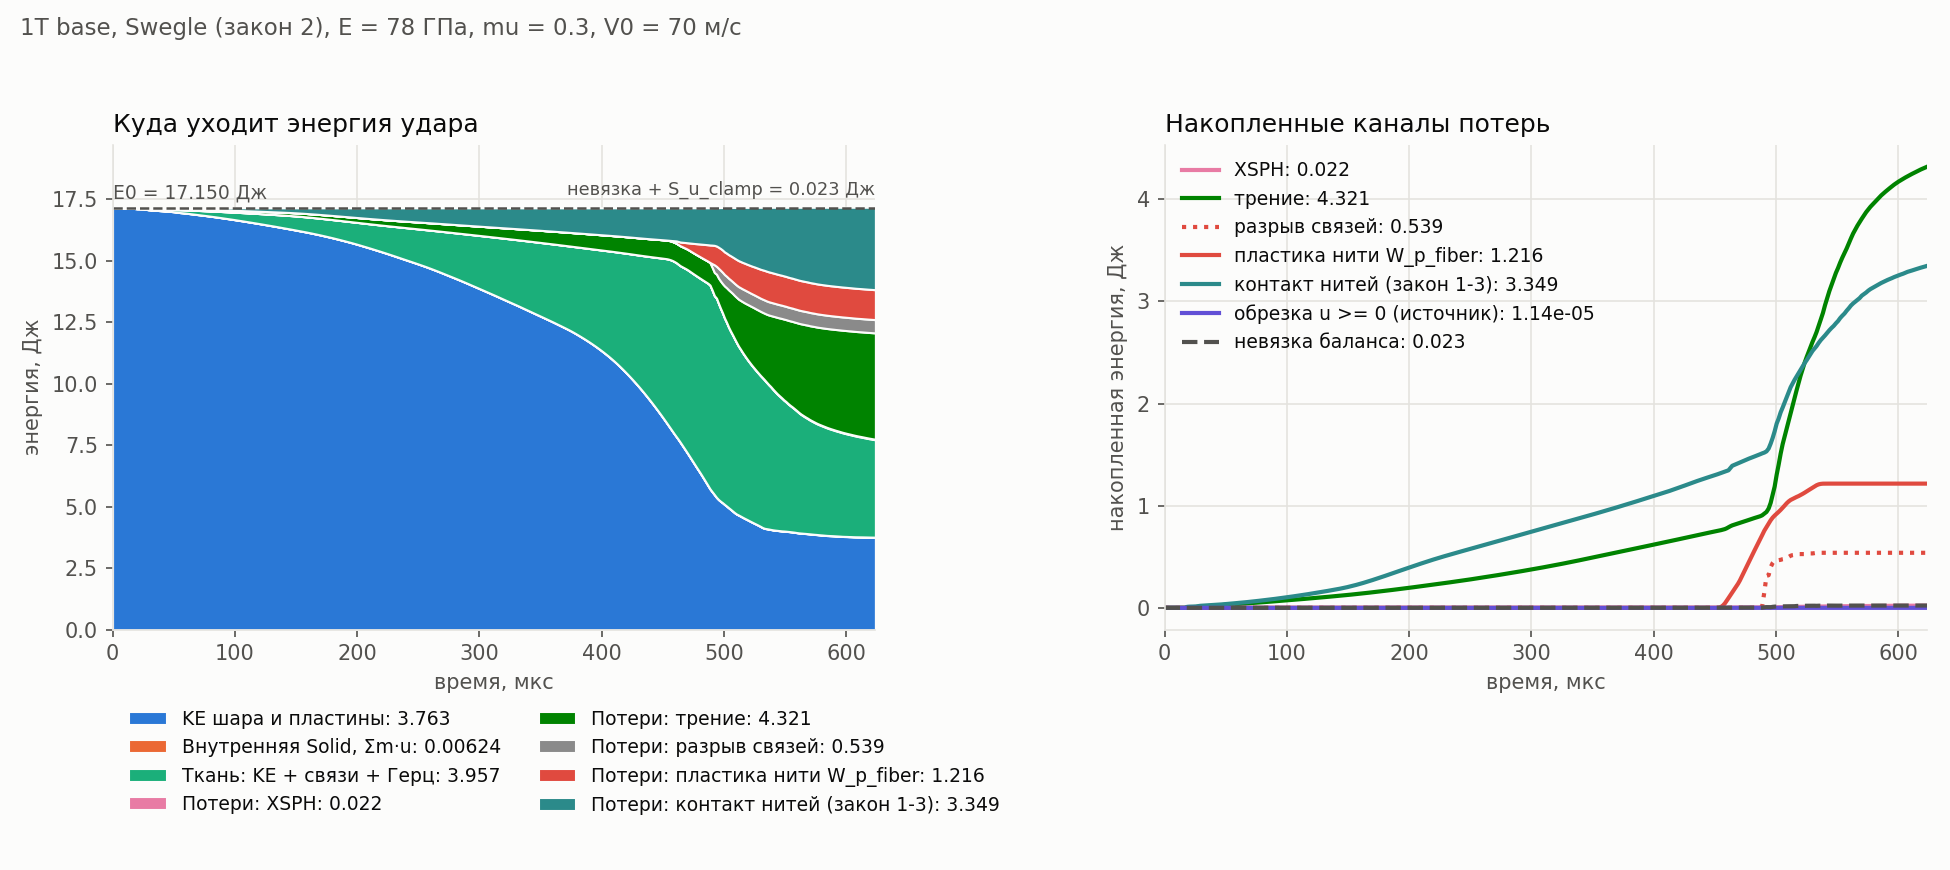 1T base, Swegle (закон 2), E = 78 ГПа, mu = 0.3, V0 = 70 м/с
Куда уходит энергия удара
E0 = 17.150 Дж
невязка + S_u_clamp = 0.023 Дж
энергия, Дж
17.5
15.0
12.5
10.0
7.5
5.0
2.5
0.0
0 100 200 300 400 500 600
время, мкс
KE шара и пластины: 3.763
Внутренняя Solid, Σm·u: 0.00624
Ткань: KE + связи + Герц: 3.957
Потери: XSPH: 0.022
Потери: трение: 4.321
Потери: разрыв связей: 0.539
Потери: пластика нити W_p_fiber: 1.216
Потери: контакт нитей (закон 1-3): 3.349
Накопленные каналы потерь
XSPH: 0.022
трение: 4.321
разрыв связей: 0.539
пластика нити W_p_fiber: 1.216
контакт нитей (закон 1-3): 3.349
обрезка u >= 0 (источник): 1.14e-05
невязка баланса: 0.023
накопленная энергия, Дж
4
3
2
1
0
0 100 200 300 400 500 600
время, мкс